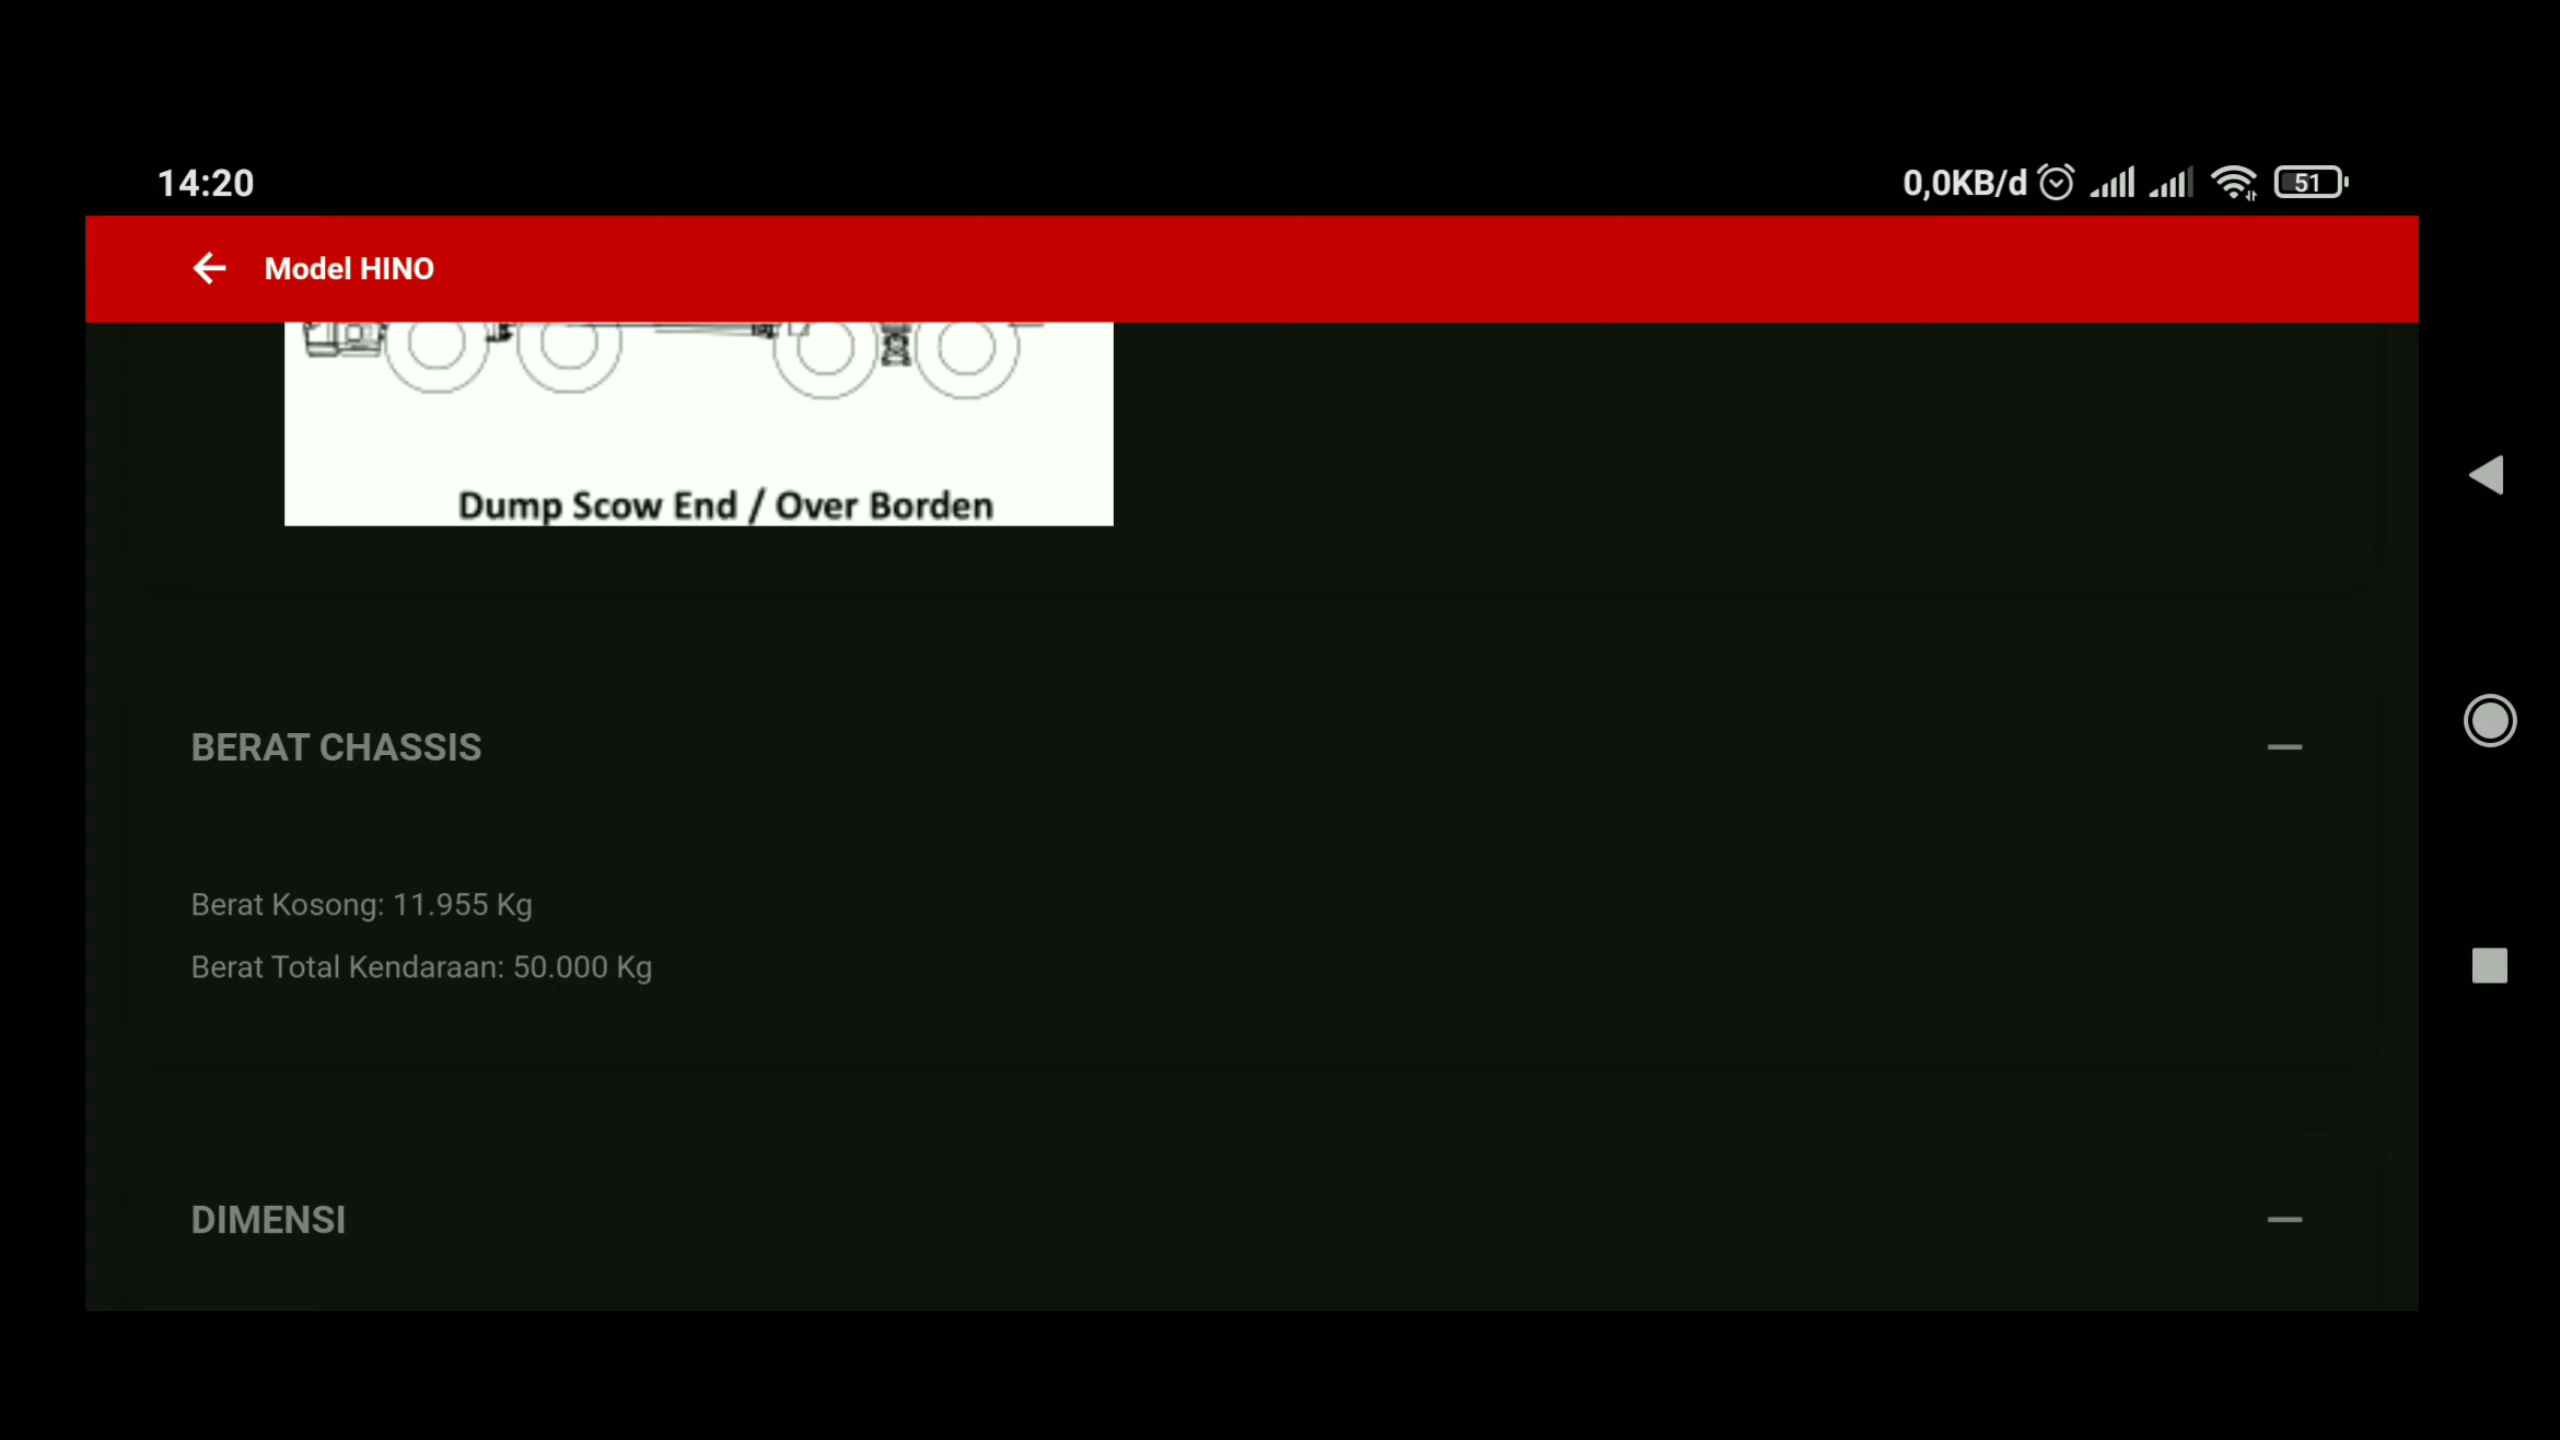 14:20
0,0KB/d
51
Model HINO
Dump Scow End / Over Borden
BERAT CHASSIS
Berat Kosong: 11.955 Kg
Berat Total Kendaraan: 50.000 Kg
DIMENSI